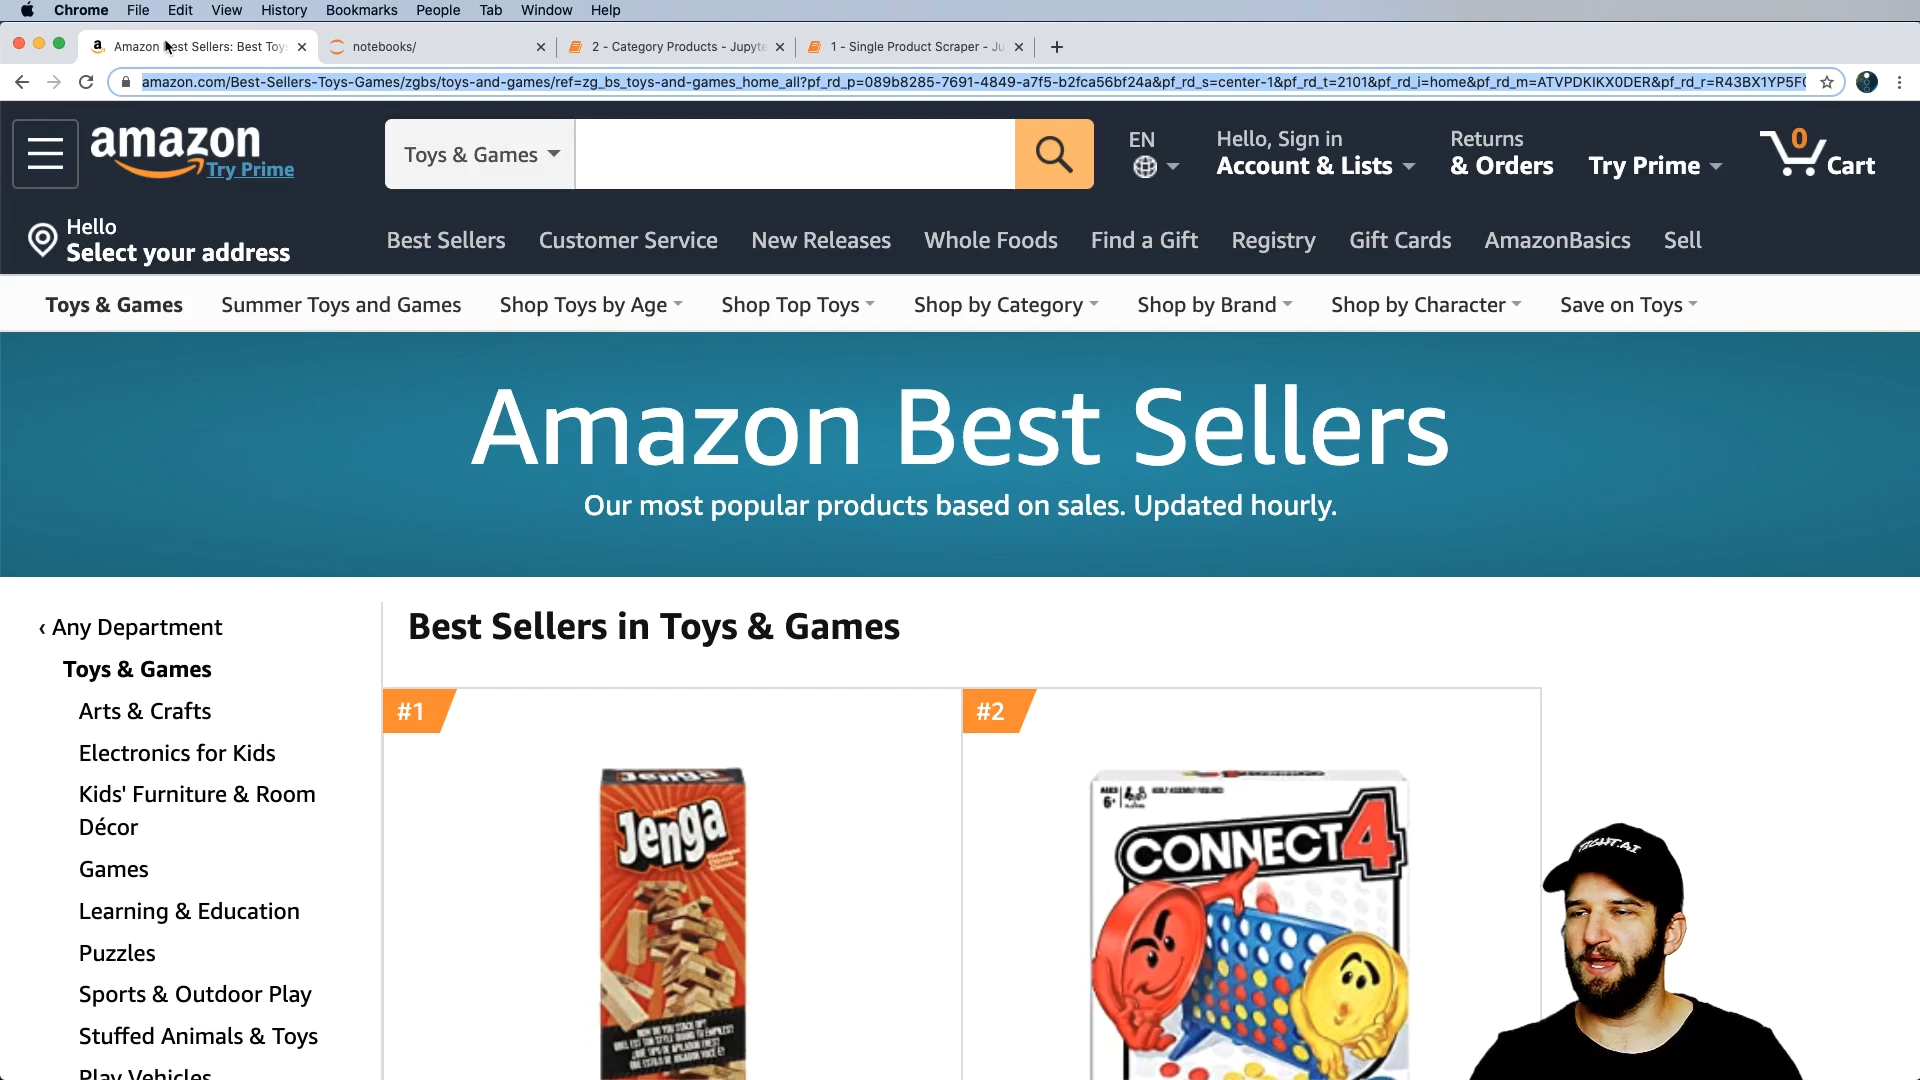 Chrome File Edit View History Bookmarks People Tab Window Help
Amazon Best Sellers: Best Toy
notebooks/
2 - Category Products - Jupyte
1 - Single Product Scraper - Ju
amazon.com/Best-Sellers-Toys-Games/zgbs/toys-and-games/ref=zg_bs_toys-and-games_home_all?pf_rd_p=089b8285-7691-4849-a7f5-b2fca56bf24a&pf_rd_s=center-1&pf_rd_t=2101&pf_rd_i=home&pf_rd_m=ATVPDKIKX0DER&pf_rd_r=R43BX1YP5F
amazon
Try Prime
Toys & Games
EN
Hello, Sign in
Account & Lists
Returns
& Orders
Try Prime
0
Cart
Hello
Select your address
Best Sellers Customer Service New Releases Whole Foods Find a Gift Registry Gift Cards AmazonBasics Sell
Toys & Games Summer Toys and Games Shop Toys by Age Shop Top Toys Shop by Category Shop by Brand Shop by Character Save on Toys
Amazon Best Sellers
Our most popular products based on sales. Updated hourly.
‹ Any Department
Toys & Games
Arts & Crafts
Electronics for Kids
Kids' Furniture & Room
Décor
Games
Learning & Education
Puzzles
Sports & Outdoor Play
Stuffed Animals & Toys
Play Vehicles
Best Sellers in Toys & Games
#1
Jenga
#2
AGES
6+
CONNECT 4